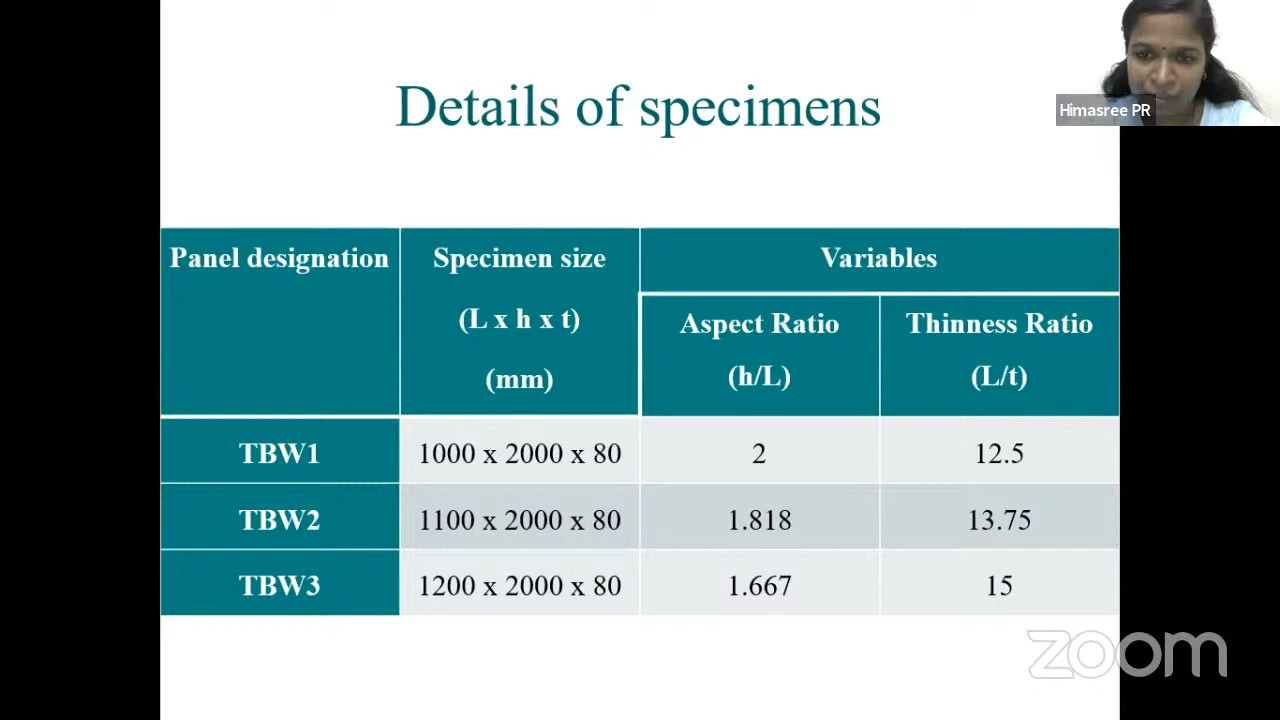 Details of specimens
Himasree PR
Panel designation
Specimen size
(L x h x t)
(mm)
Variables
Aspect Ratio
(h/L)
Thinness Ratio
(L/t)
TBW1
1000 x 2000 x 80
2
12.5
TBW2
1100 x 2000 x 80
1.818
13.75
TBW3
1200 x 2000 x 80
1.667
15
zoom